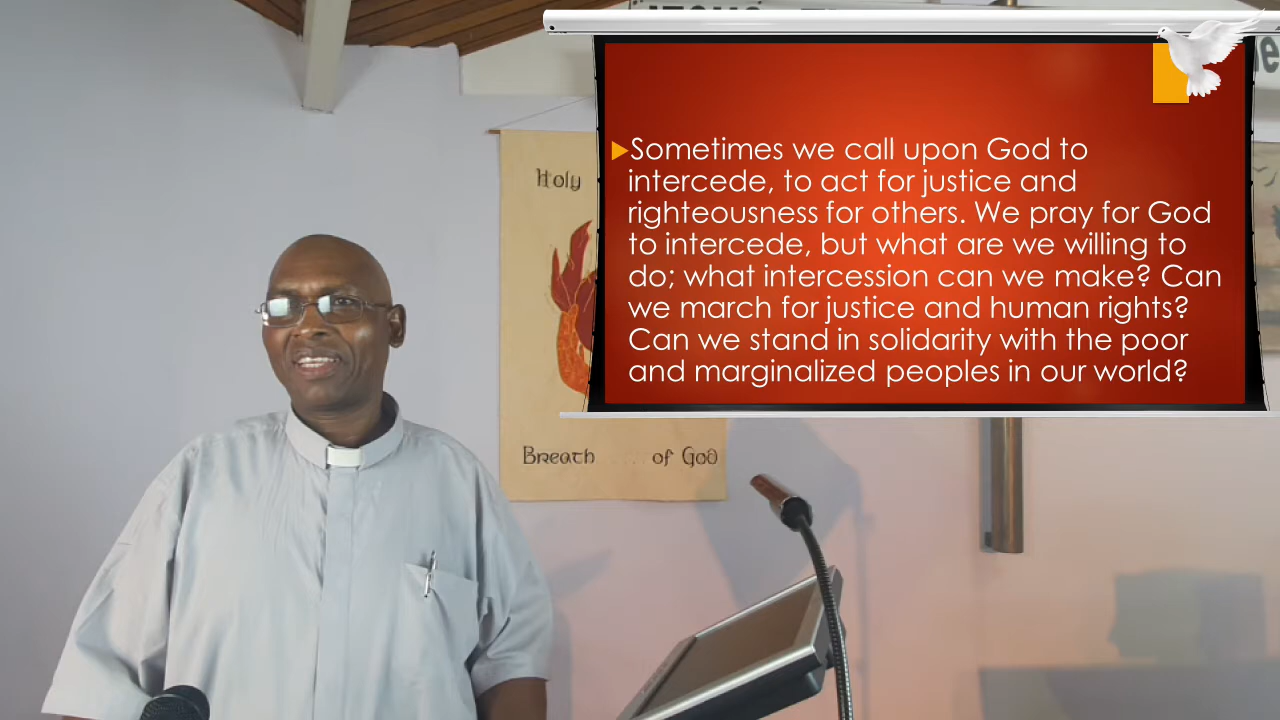 JESUS
é
Holy
Sometimes we call upon God to
intercede, to act for justice and
righteousness for others. We pray for God
to intercede, but what are we willing to
do; what intercession can we make? Can
we march for justice and human rights?
Can we stand in solidarity with the poor
and marginalized peoples in our world?
Breath of God